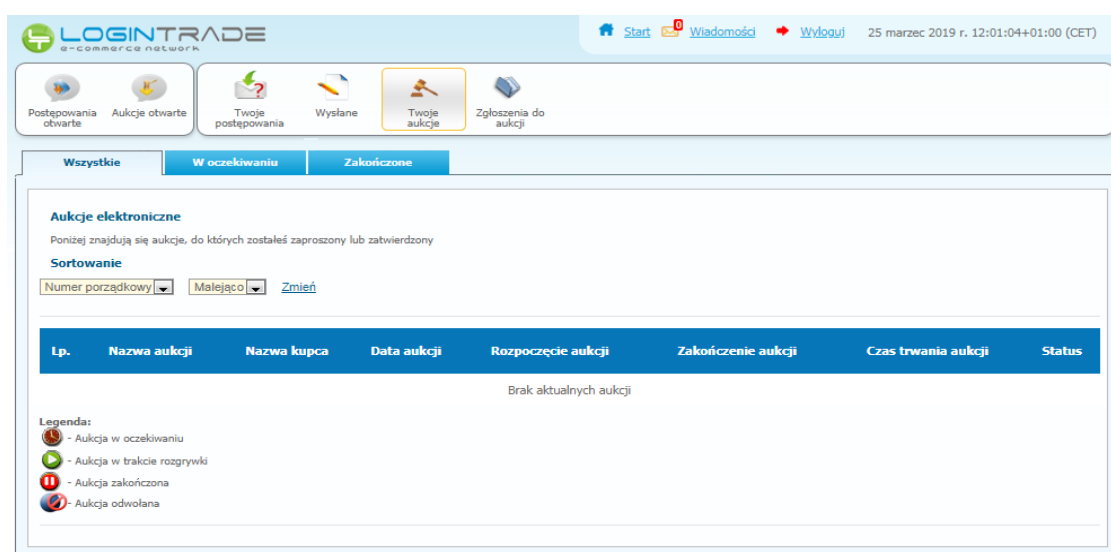 LOGINTRADE
e-commerce network
Start 0 Wiadomości Wyloguj 25 marzec 2019 r. 12:01:04+01:00 (CET)
Postępowania otwarte
Aukcje otwarte
Twoje postępowania
Wysłane
Twoje aukcje
Zgłoszenia do aukcji
Wszystkie W oczekiwaniu Zakończone
Aukcje elektroniczne
Poniżej znajdują się aukcje, do których zostałeś zaproszony lub zatwierdzony
Sortowanie
Numer porządkowy Malejąco Zmień
Lp. Nazwa aukcji Nazwa kupca Data aukcji Rozpoczęcie aukcji Zakończenie aukcji Czas trwania aukcji Status
Brak aktualnych aukcji
Legenda:
- Aukcja w oczekiwaniu
- Aukcja w trakcie rozgrywki
- Aukcja zakończona
- Aukcja odwołana